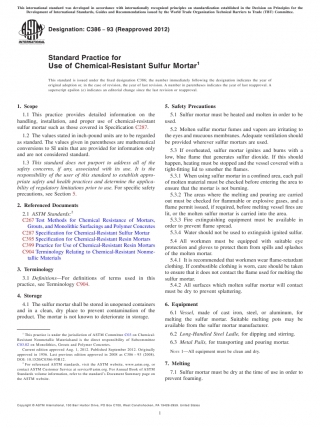 This international standard was developed in accordance with internationally recognized principles on standardization established in the Decision on Principles for the
Development of International Standards, Guides and Recommendations issued by the World Trade Organization Technical Barriers to Trade (TBT) Committee.
Designation: C386 − 93 (Reapproved 2012)
Standard Practice for
Use of Chemical-Resistant Sulfur Mortar¹
This standard is issued under the fixed designation C386; the number immediately following the designation indicates the year of
original adoption or, in the case of revision, the year of last revision. A number in parentheses indicates the year of last reapproval. A
superscript epsilon (ε) indicates an editorial change since the last revision or reapproval.
1. Scope
1.1 This practice provides detailed information on the
handling, installation, and proper use of chemical-resistant
sulfur mortar such as those covered in Specification C287.
1.2 The values stated in inch-pound units are to be regarded
as standard. The values given in parentheses are mathematical
conversions to SI units that are provided for information only
and are not considered standard.
1.3 This standard does not purport to address all of the
safety concerns, if any, associated with its use. It is the
responsibility of the user of this standard to establish appro-
priate safety and health practices and determine the applica-
bility of regulatory limitations prior to use. For specific safety
precautions, see Section 5.
2. Referenced Documents
2.1 ASTM Standards:²
C267 Test Methods for Chemical Resistance of Mortars,
Grouts, and Monolithic Surfacings and Polymer Concretes
C287 Specification for Chemical-Resistant Sulfur Mortar
C395 Specification for Chemical-Resistant Resin Mortars
C399 Practice for Use of Chemical-Resistant Resin Mortars
C904 Terminology Relating to Chemical-Resistant Nonme-
tallic Materials
3. Terminology
3.1 Definitions—For definitions of terms used in this
practice, see Terminology C904.
4. Storage
4.1 The sulfur mortar shall be stored in unopened containers
and in a clean, dry place to prevent contamination of the
product. The mortar is not known to deteriorate in storage.
¹ This practice is under the jurisdiction of ASTM Committee
Resistant Nonmetallic Materials and is the direct responsibility of Subcommittee
on Mortars, Grouts and Polymer Concretes.
Current edition approved Aug. 1, 2012. Published September 2012. Originally
approved in 1956. Last previous edition approved in 2008 as C386 – 93 (2008).
DOI: 10.1520/C0386-93R12.
² For referenced ASTM standards, visit the ASTM website, www.astm.org, or
contact ASTM Customer Service at service@astm.org. For Annual Book of ASTM
Standards volume information, refer to the standard's Document Summary page on
the ASTM website.
5. Safety Precautions
5.1 Sulfur mortar must be heated and molten in order to be
used.
5.2 Molten sulfur mortar fumes and vapors are irritating to
the eyes and mucous membranes. Adequate ventilation should
be provided wherever sulfur mortars are used.
5.3 If overheated, sulfur mortar ignites and burns with a
low, blue flame that generates sulfur dioxide. If this should
happen, heating must be stopped and the vessel covered with a
tight-fitting lid to smother the flames.
5.3.1 When using sulfur mortar in a confined area, each pail
of molten material must be checked before entering the area to
ensure that the mortar is not burning.
5.3.2 The areas where the melting and pouring are carried
out must be checked for flammable or explosive gases, and a
flame permit issued, if required, before melting vessel fires are
lit, or the molten sulfur mortar is carried into the area.
5.3.3 Fire extinguishing equipment must be available in
order to prevent flame spread.
5.3.4 Water should not be used to extinguish ignited sulfur.
5.4 All workmen must be equipped with suitable eye
protection and gloves to protect them from spills and splashes
of the molten mortar.
5.4.1 It is recommended that workmen wear flame-retardant
clothing. If combustible clothing is worn, care should be taken
to ensure that it does not contact the flame used for melting the
sulfur mortar.
5.4.2 All surfaces which molten sulfur mortar will contact
must be dry to prevent spluttering.
6. Equipment
6.1 Vessel, made of cast iron, steel, or aluminum, for
melting the sulfur mortar. Suitable melting pots may be
available from the sulfur mortar manufacturer.
6.2 Long-Handled Steel Ladle, for dipping and stirring.
6.3 Metal Pails, for transporting and pouring mortar.
NOTE 1—All equipment must be clean and dry.
7. Melting
7.1 Sulfur mortar must be dry at the time of use in order to
prevent foaming.
Copyright © ASTM International, 100 Barr Harbor Drive, PO Box C700, West Conshohocken, PA 19428-2959. United States
1